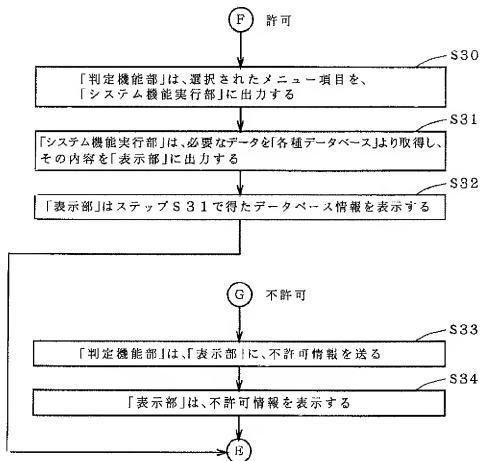 F 許可
S30
「判定機能部」は、選択されたメニュー項目を、
「システム機能実行部」に出力する
S31
「システム機能実行部」は、必要なデータを「各種データベース」より取得し、
その内容を「表示部」に出力する
S32
「表示部」はステップS31で得たデータベース情報を表示する
G 不許可
S33
「判定機能部」は、「表示部」に、不許可情報を送る
S34
「表示部」は、不許可情報を表示する
E